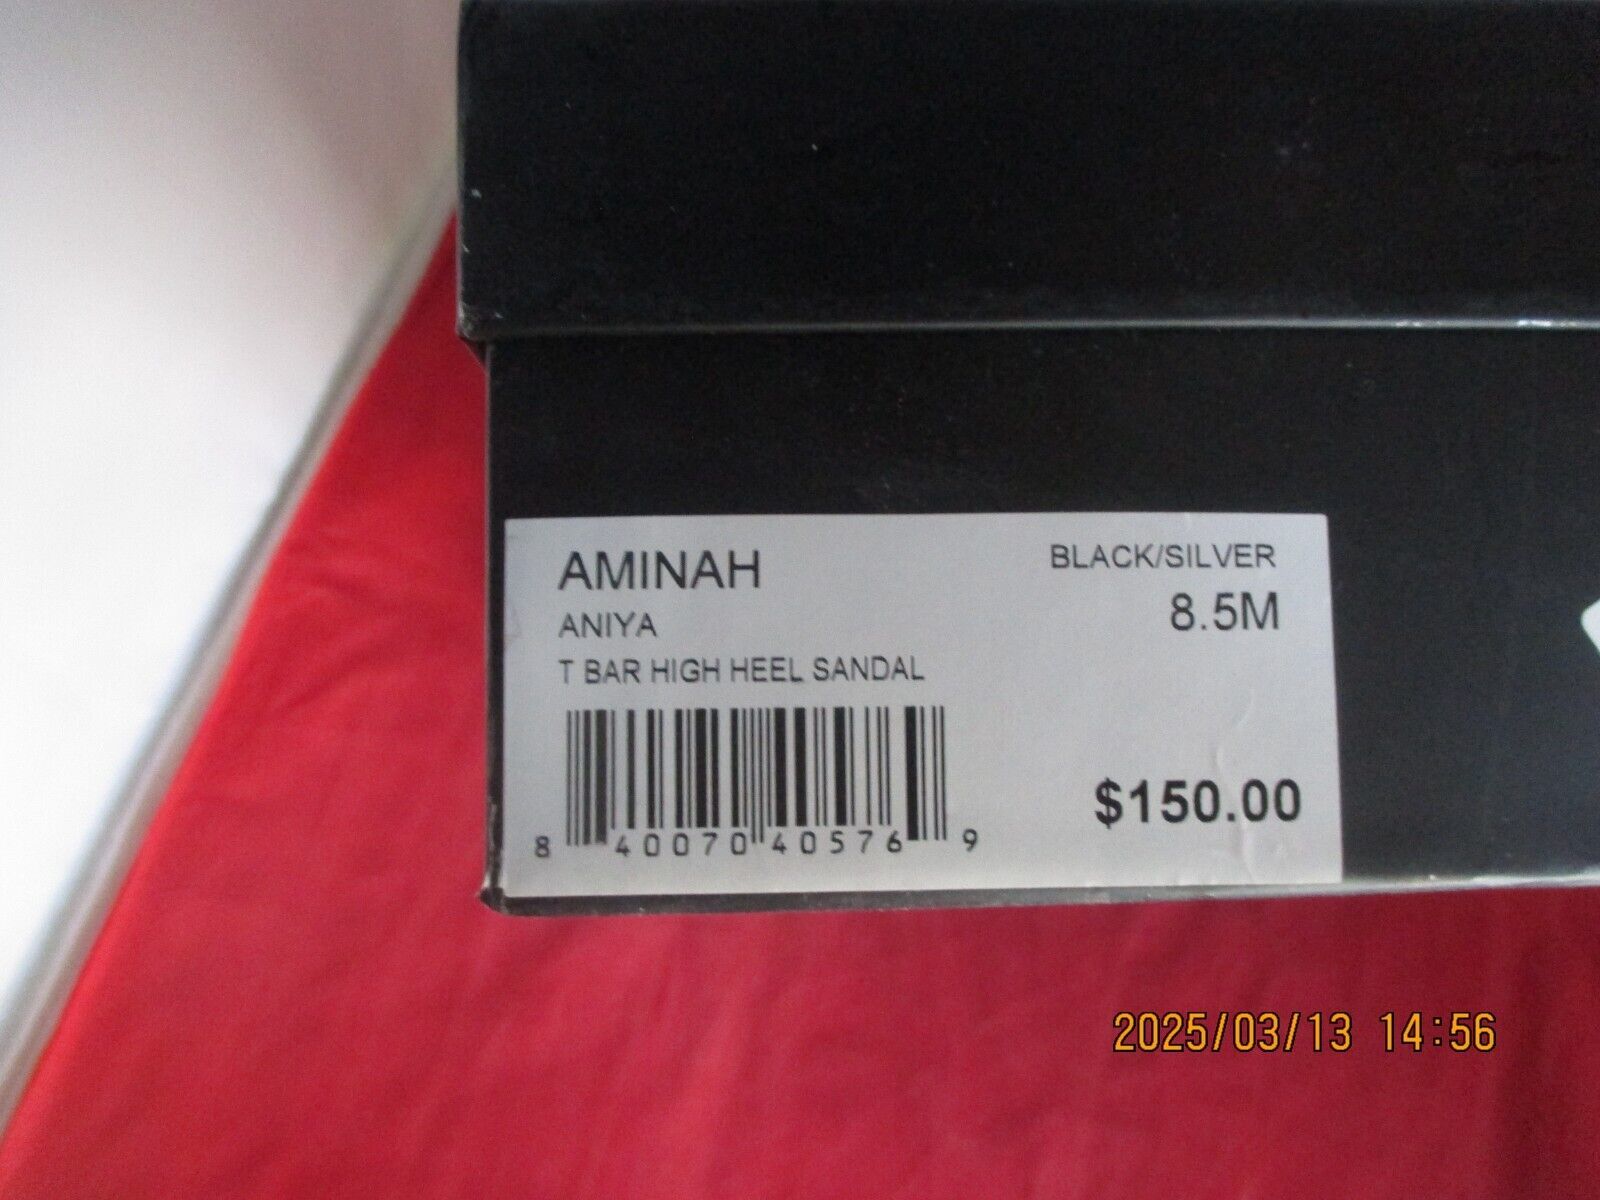 AMINAH
ANIYA
T BAR HIGH HEEL SANDAL
BLACK/SILVER
8.5M
8 40070 40576 9
$150.00
2025/03/13 14:56